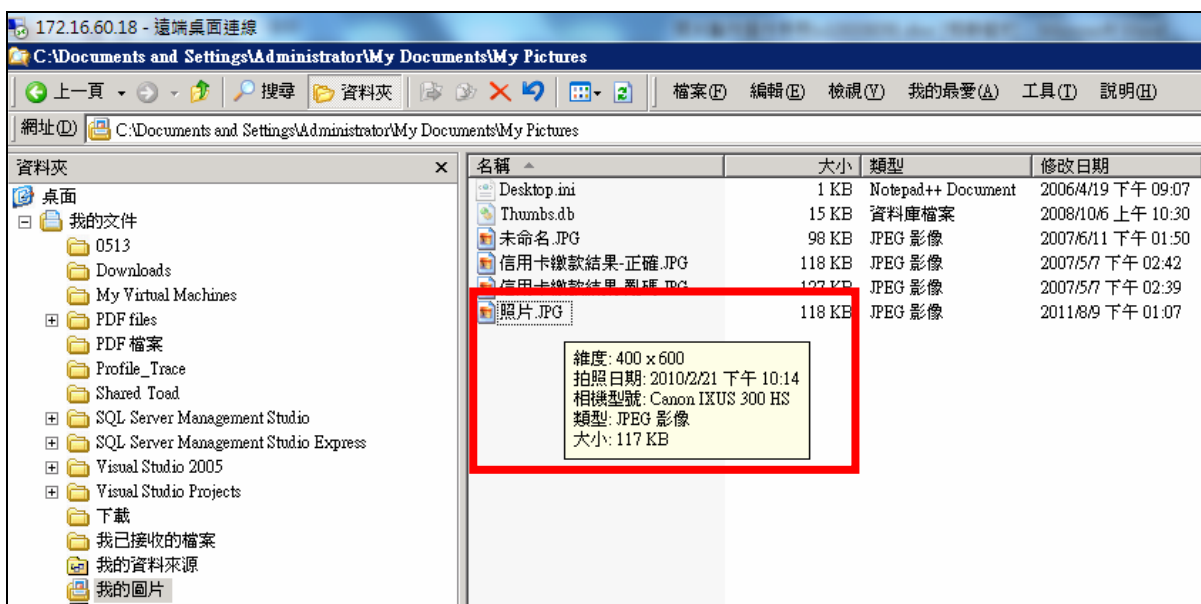 172.16.60.18 - 遠端桌面連線
C:\Documents and Settings\Administrator\My Documents\My Pictures
上一頁 搜尋 資料夾 檔案(F) 編輯(E) 檢視(V) 我的最愛(A) 工具(T) 說明(H)
網址(D) C:\Documents and Settings\Administrator\My Documents\My Pictures
資料夾 x
桌面
我的文件
0513
Downloads
My Virtual Machines
PDF files
PDF 檔案
Profile_Trace
Shared Toad
SQL Server Management Studio
SQL Server Management Studio Express
Visual Studio 2005
Visual Studio Projects
下載
我已接收的檔案
我的資料來源
我的圖片
名稱 大小 類型 修改日期
Desktop.ini 1 KB Notepad++ Document 2006/4/19 下午 09:07
Thumbs.db 15 KB 資料庫檔案 2008/10/6 上午 10:30
未命名.JPG 98 KB JPEG 影像 2007/6/11 下午 01:50
信用卡繳款結果-正確.JPG 118 KB JPEG 影像 2007/5/7 下午 02:42
信用卡繳款結果-亂碼.JPG 127 KB JPEG 影像 2007/5/7 下午 02:39
照片.JPG 118 KB JPEG 影像 2011/8/9 下午 01:07
維度: 400 x 600
拍照日期: 2010/2/21 下午 10:14
相機型號: Canon IXUS 300 HS
類型: JPEG 影像
大小: 117 KB